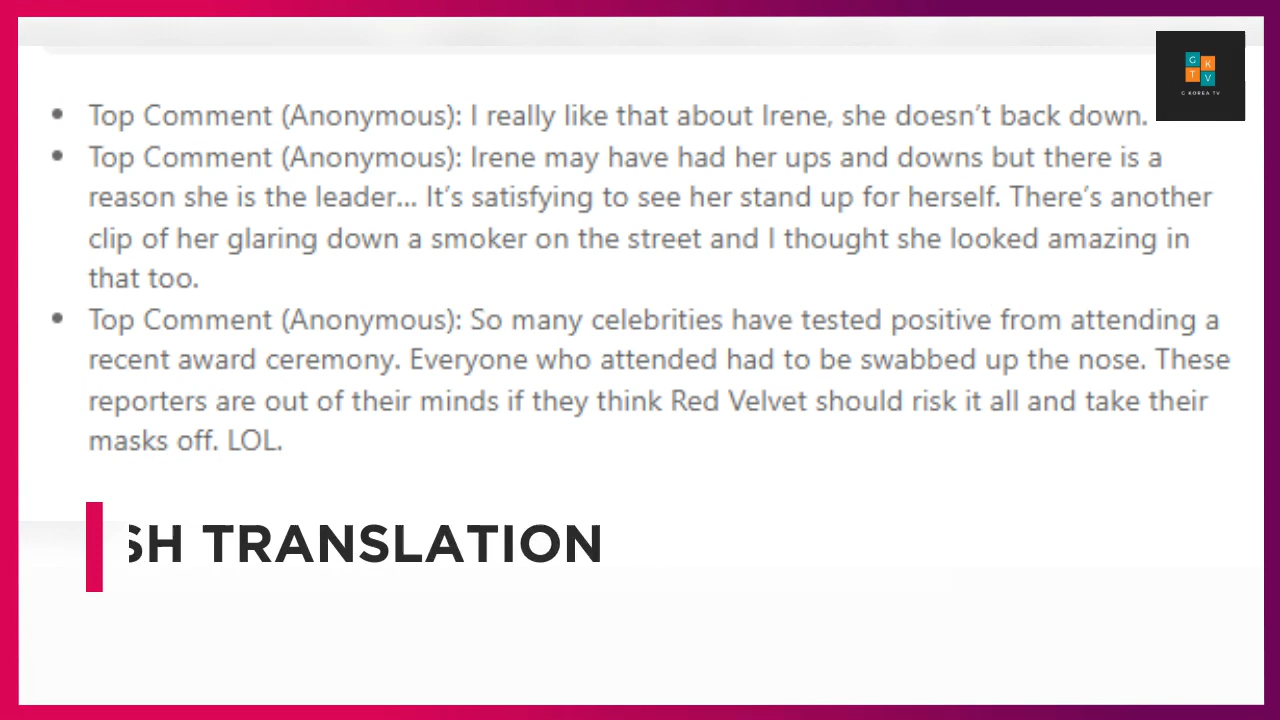 • Top Comment (Anonymous): I really like that about Irene, she doesn’t back down.
• Top Comment (Anonymous): Irene may have had her ups and downs but there is a
reason she is the leader... It’s satisfying to see her stand up for herself. There’s another
clip of her glaring down a smoker on the street and I thought she looked amazing in
that too.
• Top Comment (Anonymous): So many celebrities have tested positive from attending a
recent award ceremony. Everyone who attended had to be swabbed up the nose. These
reporters are out of their minds if they think Red Velvet should risk it all and take their
masks off. LOL.
SH TRANSLATION
G K
T V
G KOREA TV